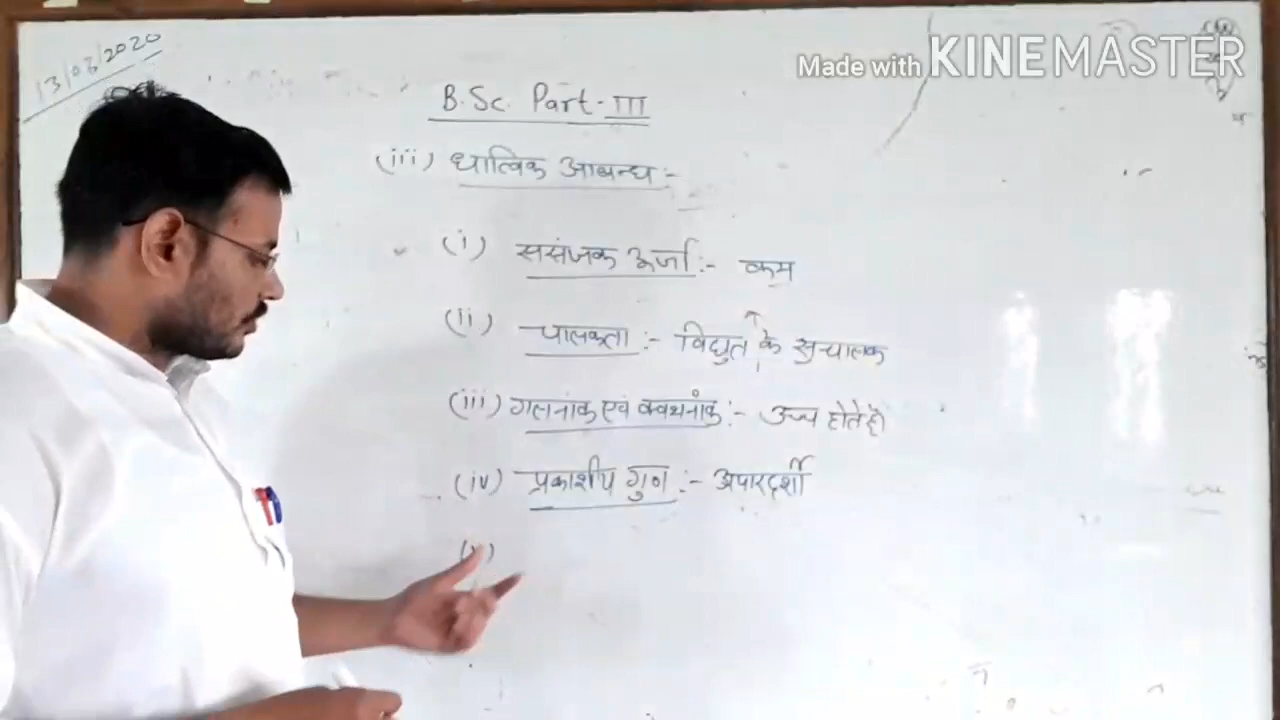 13/08/2020
Made with KINEMASTER
B.Sc. Part-III
(iii) धात्विक आबन्ध :-
(i) ससंजक ऊर्जा :- कम
(ii) चालकता :- विद्युत के सुचालक
(iii) गलनांक एवं क्वथनांक :- उच्च होते है
(iv) प्रकाशीय गुण :- अपारदर्शी
(v)